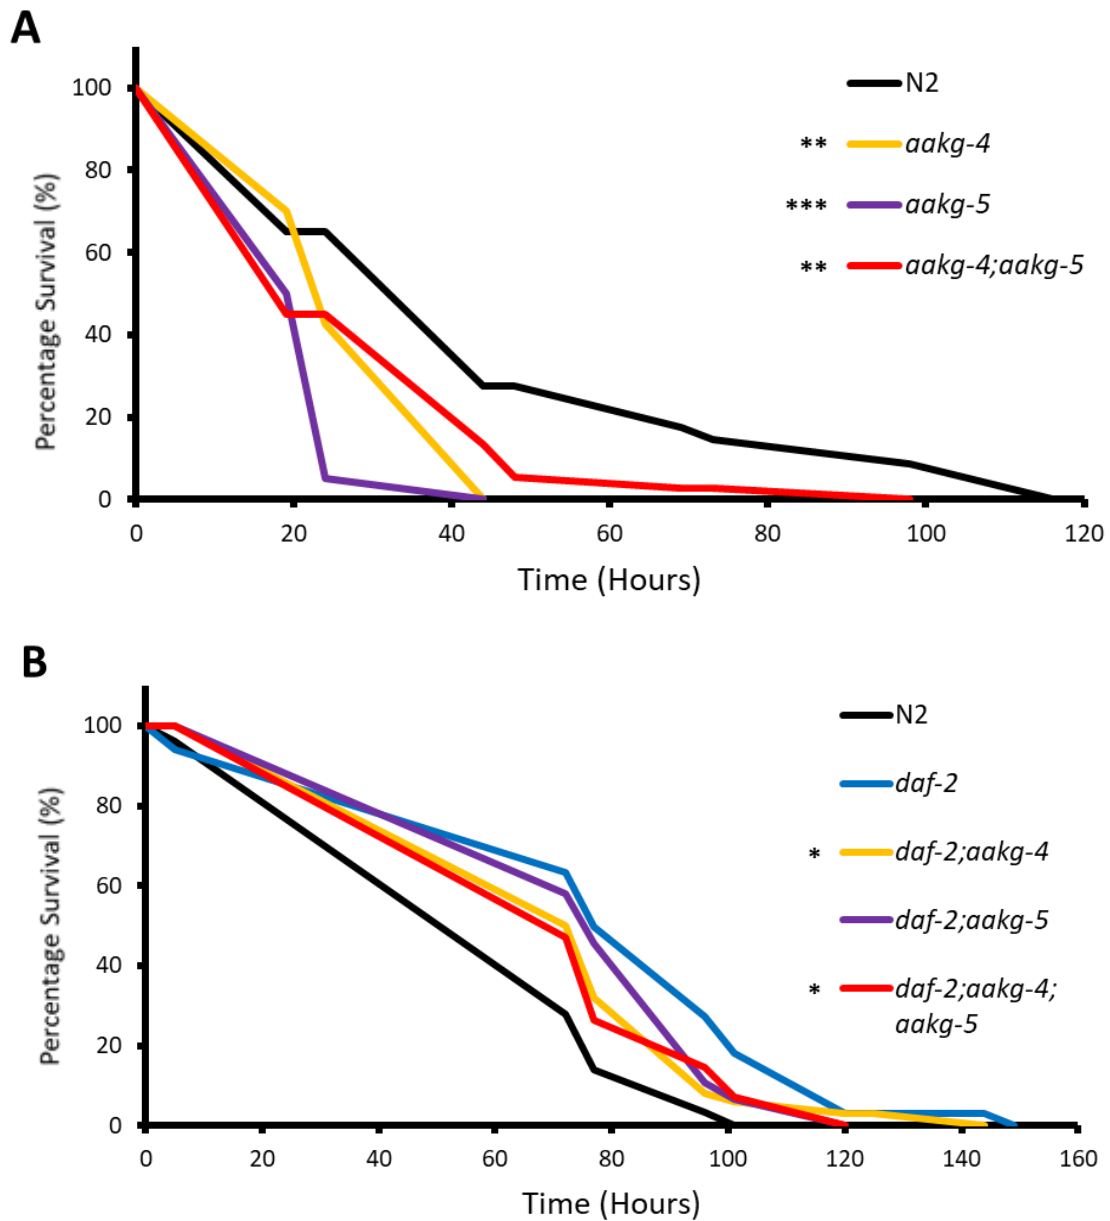 A
Percentage Survival (%)
100
80
60
40
20
0
0 20 40 60 80 100 120
Time (Hours)
N2
** aakg-4
*** aakg-5
** aakg-4;aakg-5
B
Percentage Survival (%)
100
80
60
40
20
0
0 20 40 60 80 100 120 140 160
Time (Hours)
N2
daf-2
* daf-2;aakg-4
daf-2;aakg-5
* daf-2;aakg-4;
aakg-5